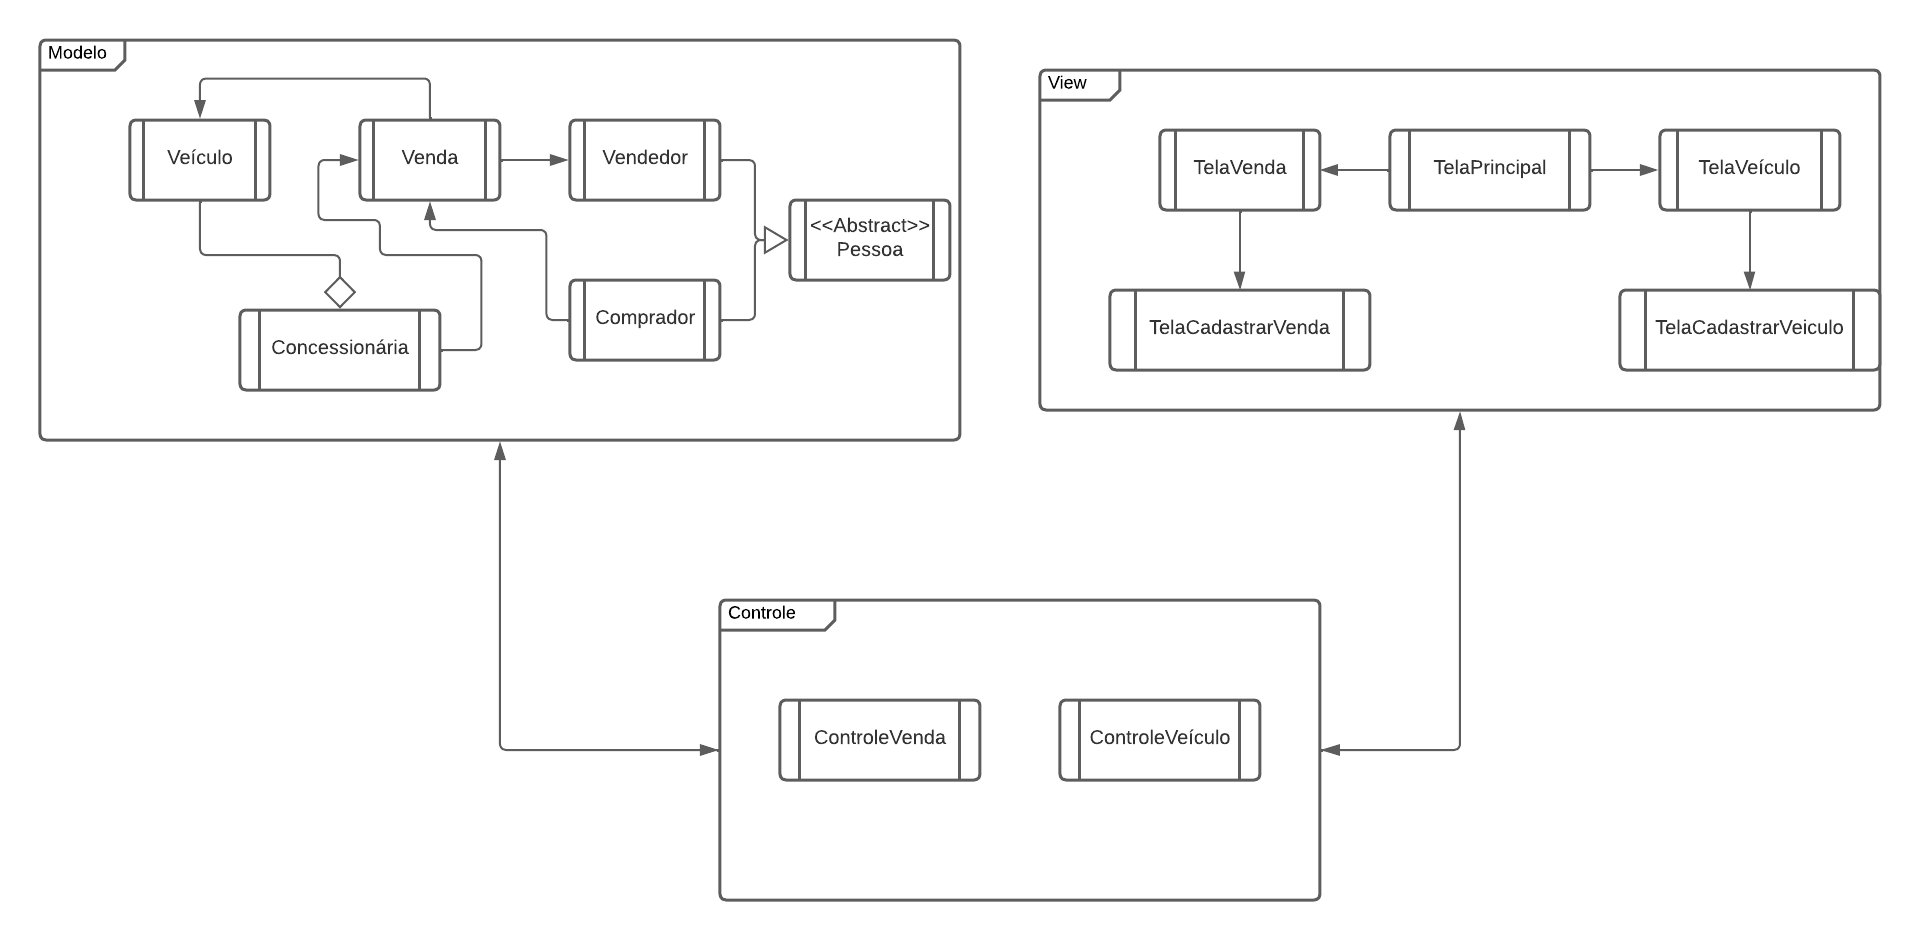 Modelo
Veículo
Venda
Vendedor
<<Abstract>>
Pessoa
Comprador
Concessionária
View
TelaVenda
TelaPrincipal
TelaVeículo
TelaCadastrarVenda
TelaCadastrarVeiculo
Controle
ControleVenda
ControleVeículo